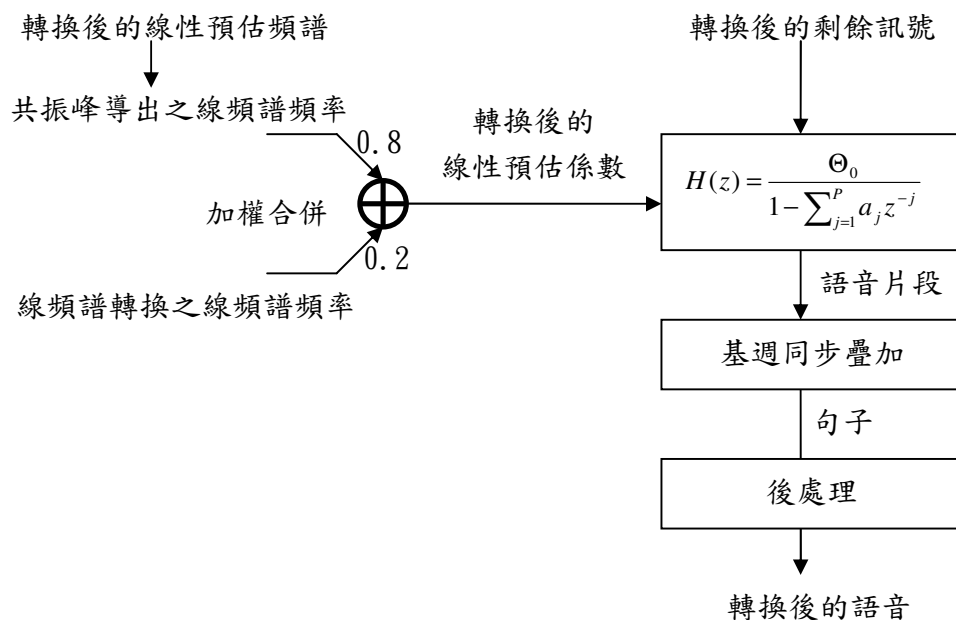 轉換後的線性預估頻譜
共振峰導出之線頻譜頻率
0.8
加權合併
0.2
線頻譜轉換之線頻譜頻率
轉換後的
線性預估係數
轉換後的剩餘訊號
H(z) = \frac{\Theta_0}{1-\sum_{j=1}^{P} a_j z^{-j}}
語音片段
基週同步疊加
句子
後處理
轉換後的語音